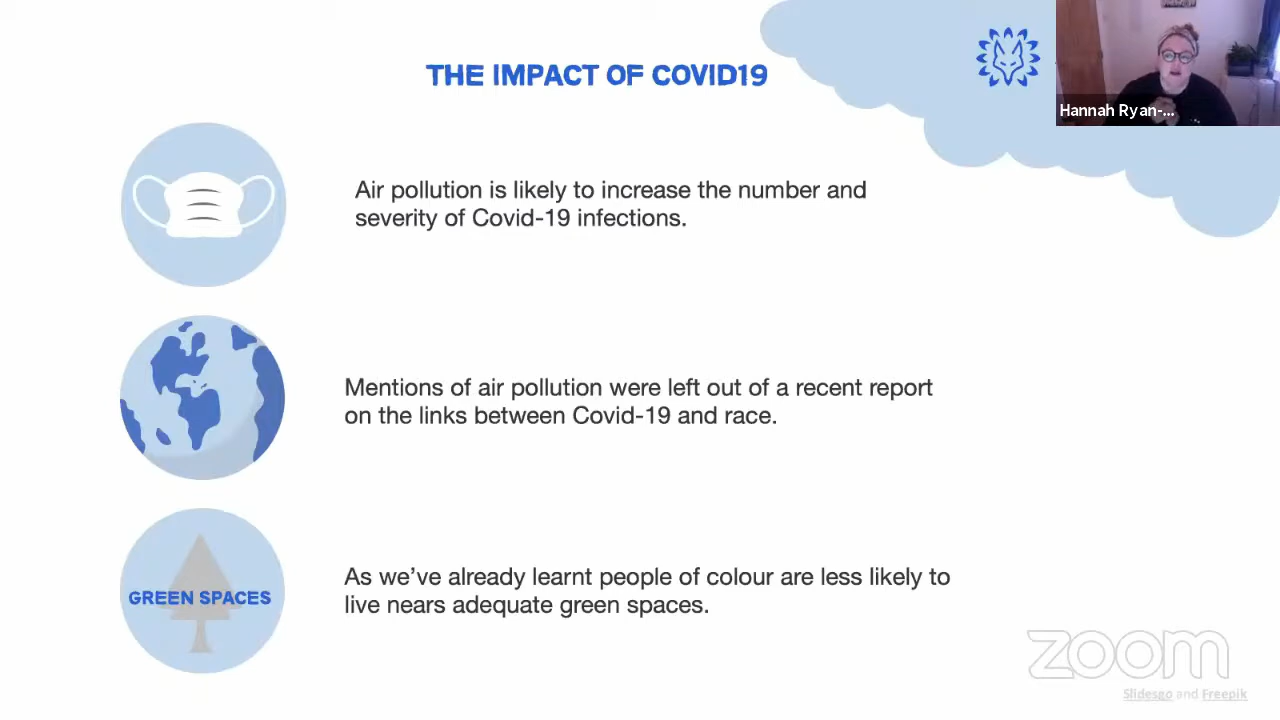 THE IMPACT OF COVID19
Hannah Ryan-...
Air pollution is likely to increase the number and
severity of Covid-19 infections.
Mentions of air pollution were left out of a recent report
on the links between Covid-19 and race.
GREEN SPACES
As we’ve already learnt people of colour are less likely to
live nears adequate green spaces.
zoom
Slidesgo and Freepik